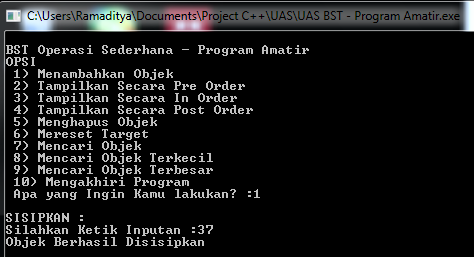 C:\Users\Ramaditya\Documents\Project C++\UAS\UAS BST - Program Amatir.exe
BST Operasi Sederhana - Program Amatir
OPSI
1) Menambahkan Objek
2) Tampilkan Secara Pre Order
3) Tampilkan Secara In Order
4) Tampilkan Secara Post Order
5) Menghapus Objek
6) Mereset Target
7) Mencari Objek
8) Mencari Objek Terkecil
9) Mencari Objek Terbesar
10) Mengakhiri Program
Apa yang Ingin Kamu lakukan? :1
SISIPKAN :
Silahkan Ketik Inputan :37
Objek Berhasil Disisipkan